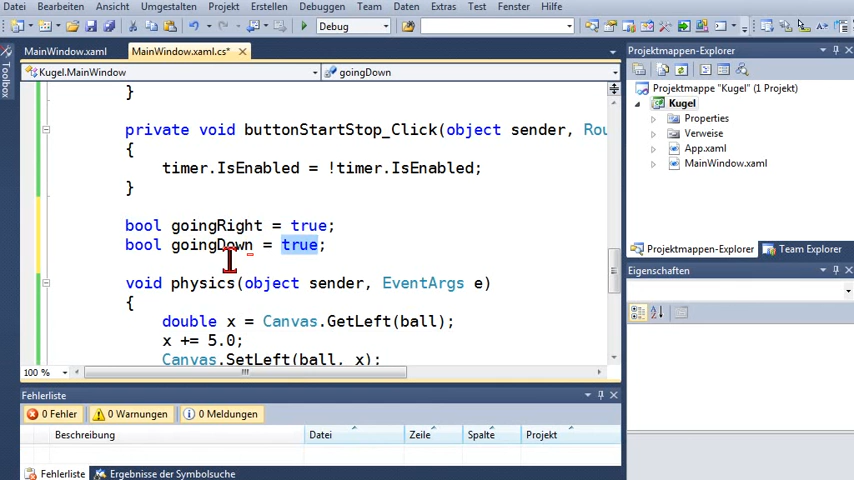 Datei Bearbeiten Ansicht Umgestalten Projekt Erstellen Debuggen Team Daten Extras Test Fenster Hilfe
Debug
MainWindow.xaml MainWindow.xaml.cs* ×
Kugel.MainWindow goingDown
}
private void buttonStartStop_Click(object sender, Rou
{
timer.IsEnabled = !timer.IsEnabled;
}
bool goingRight = true;
bool goingDown = true;
void physics(object sender, EventArgs e)
{
double x = Canvas.GetLeft(ball);
x += 5.0;
Canvas.SetLeft(ball, x);
100 %
Toolbox
Projektmappen-Explorer
Projektmappe "Kugel" (1 Projekt)
Kugel
Properties
Verweise
App.xaml
MainWindow.xaml
Projektmappen-Explorer Team Explorer
Eigenschaften
Fehlerliste
0 Fehler 0 Warnungen 0 Meldungen
Beschreibung Datei Zeile Spalte Projekt
Fehlerliste Ergebnisse der Symbolsuche